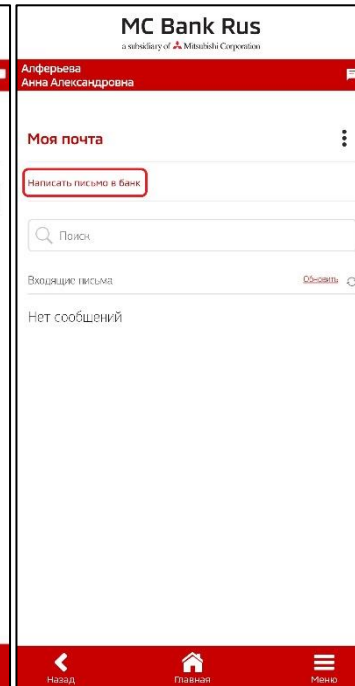 MC Bank Rus
a subsidiary of Mitsubishi Corporation
Алферьева
Анна Александровна
Моя почта
Написать письмо в банк
Поиск
Входящие письма Обновить
Нет сообщений
Назад Главная Меню